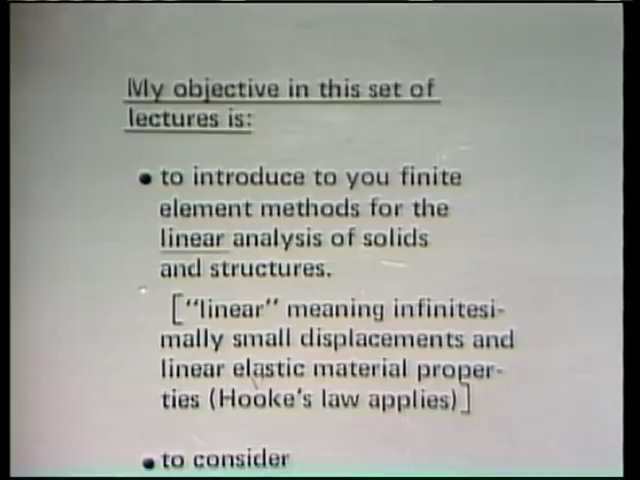 My objective in this set of
lectures is:
• to introduce to you finite
element methods for the
linear analysis of solids
and structures.
["linear" meaning infinitesi-
mally small displacements and
linear elastic material proper-
ties (Hooke's law applies)]
• to consider